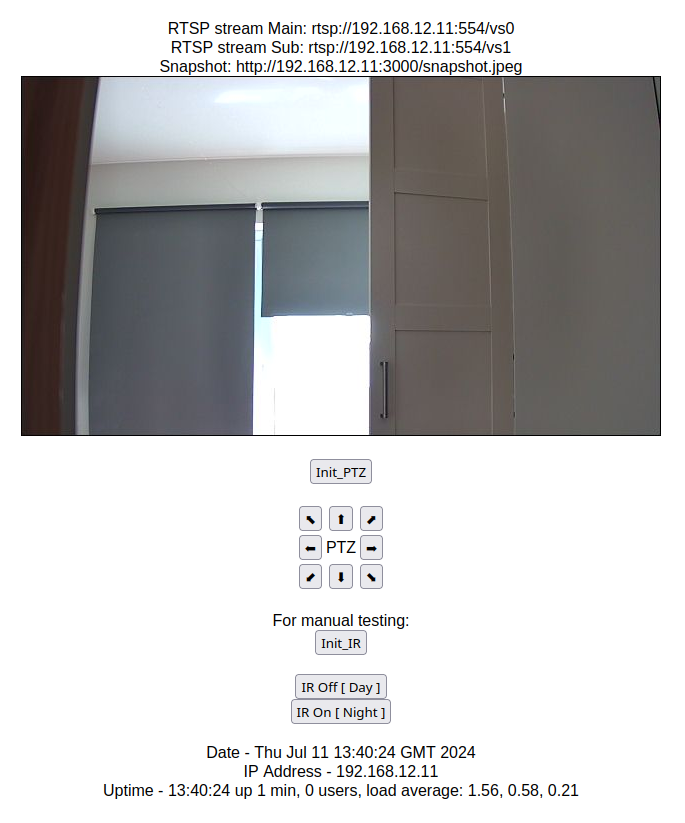 RTSP stream Main: rtsp://192.168.12.11:554/vs0
RTSP stream Sub: rtsp://192.168.12.11:554/vs1
Snapshot: http://192.168.12.11:3000/snapshot.jpeg
Init_PTZ
⬉ ⬆ ⬈
⬅ PTZ ➡
⬋ ⬇ ⬊
For manual testing:
Init_IR
IR Off [ Day ]
IR On [ Night ]
Date - Thu Jul 11 13:40:24 GMT 2024
IP Address - 192.168.12.11
Uptime - 13:40:24 up 1 min, 0 users, load average: 1.56, 0.58, 0.21